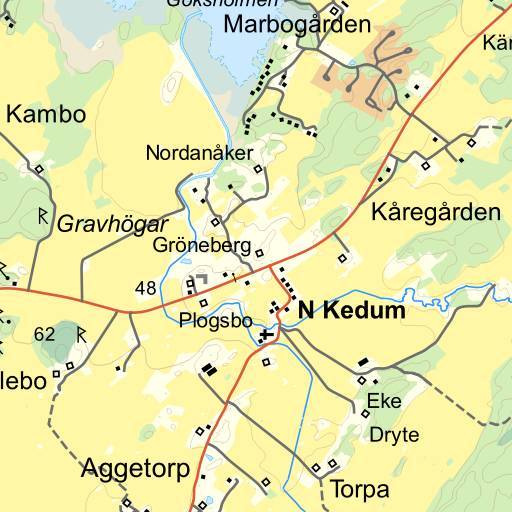 Göksholmen
Marbogården
Kär
Kambo
Nordanåker
Gravhögar
Kåregården
Gröneberg
48
Plogsbo
N Kedum
62
lebo
Eke
Dryte
Aggetorp
Torpa